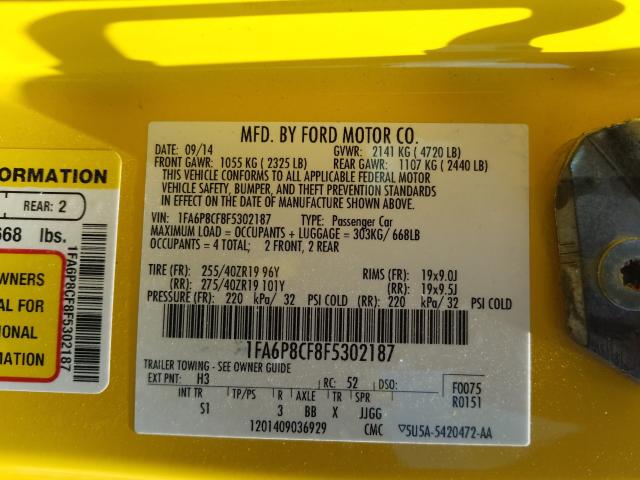 MFD. BY FORD MOTOR CO.
DATE: 09/14 GVWR: 2141 KG ( 4720 LB)
FRONT GAWR: 1055 KG ( 2325 LB) REAR GAWR: 1107 KG ( 2440 LB)
THIS VEHICLE CONFORMS TO ALL APPLICABLE FEDERAL MOTOR
VEHICLE SAFETY, BUMPER, AND THEFT PREVENTION STANDARDS
IN EFFECT ON THE DATE OF MANUFACTURE SHOWN ABOVE.
VIN: 1FA6P8CF8F5302187 TYPE: Passenger Car
MAXIMUM LOAD = OCCUPANTS + LUGGAGE = 303KG/ 668LB
OCCUPANTS = 4 TOTAL; 2 FRONT, 2 REAR
TIRE (FR): 255/40ZR19 96Y RIMS (FR): 19x9.0J
(RR): 275/40ZR19 101Y (RR): 19x9.5J
PRESSURE (FR): 220 kPa/ 32 PSI COLD (RR): 220 kPa/ 32 PSI COLD
1FA6P8CF8F5302187
TRAILER TOWING - SEE OWNER GUIDE
EXT PNT: H3 RC: 52 DSO: F0075
R0151
INT TR TP/PS R AXLE TR SPR
S1 3 BB X JJGG
1201409036929 CMC 5U5A-5420472-AA
FORMATION
REAR: 2
668 lbs.
OWNERS
AL FOR
IONAL
MATION
1FA6P8CF8F5302187